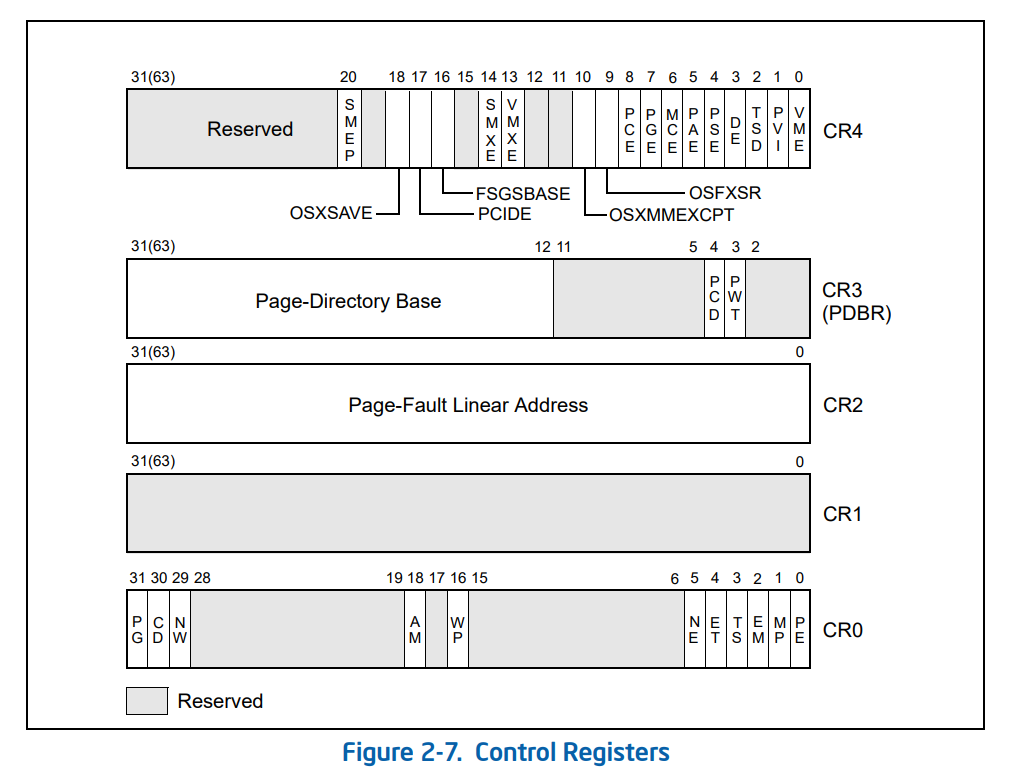 31(63) 20 18 17 16 15 14 13 12 11 10 9 8 7 6 5 4 3 2 1 0
Reserved SMEP SMXE VMXE PCE PGE MCE PAE PSE DE TSD PVI VME CR4
FSGSBASE OSFXSR
OSXSAVE PCIDE OSXMMEXCPT
31(63) 12 11 5 4 3 2
Page-Directory Base PCD PWT CR3
(PDBR)
31(63) 0
Page-Fault Linear Address CR2
31(63) 0
CR1
31 30 29 28 19 18 17 16 15 6 5 4 3 2 1 0
PG CD NW AM WP NE ET TS EM MP PE CR0
Reserved
Figure 2-7. Control Registers